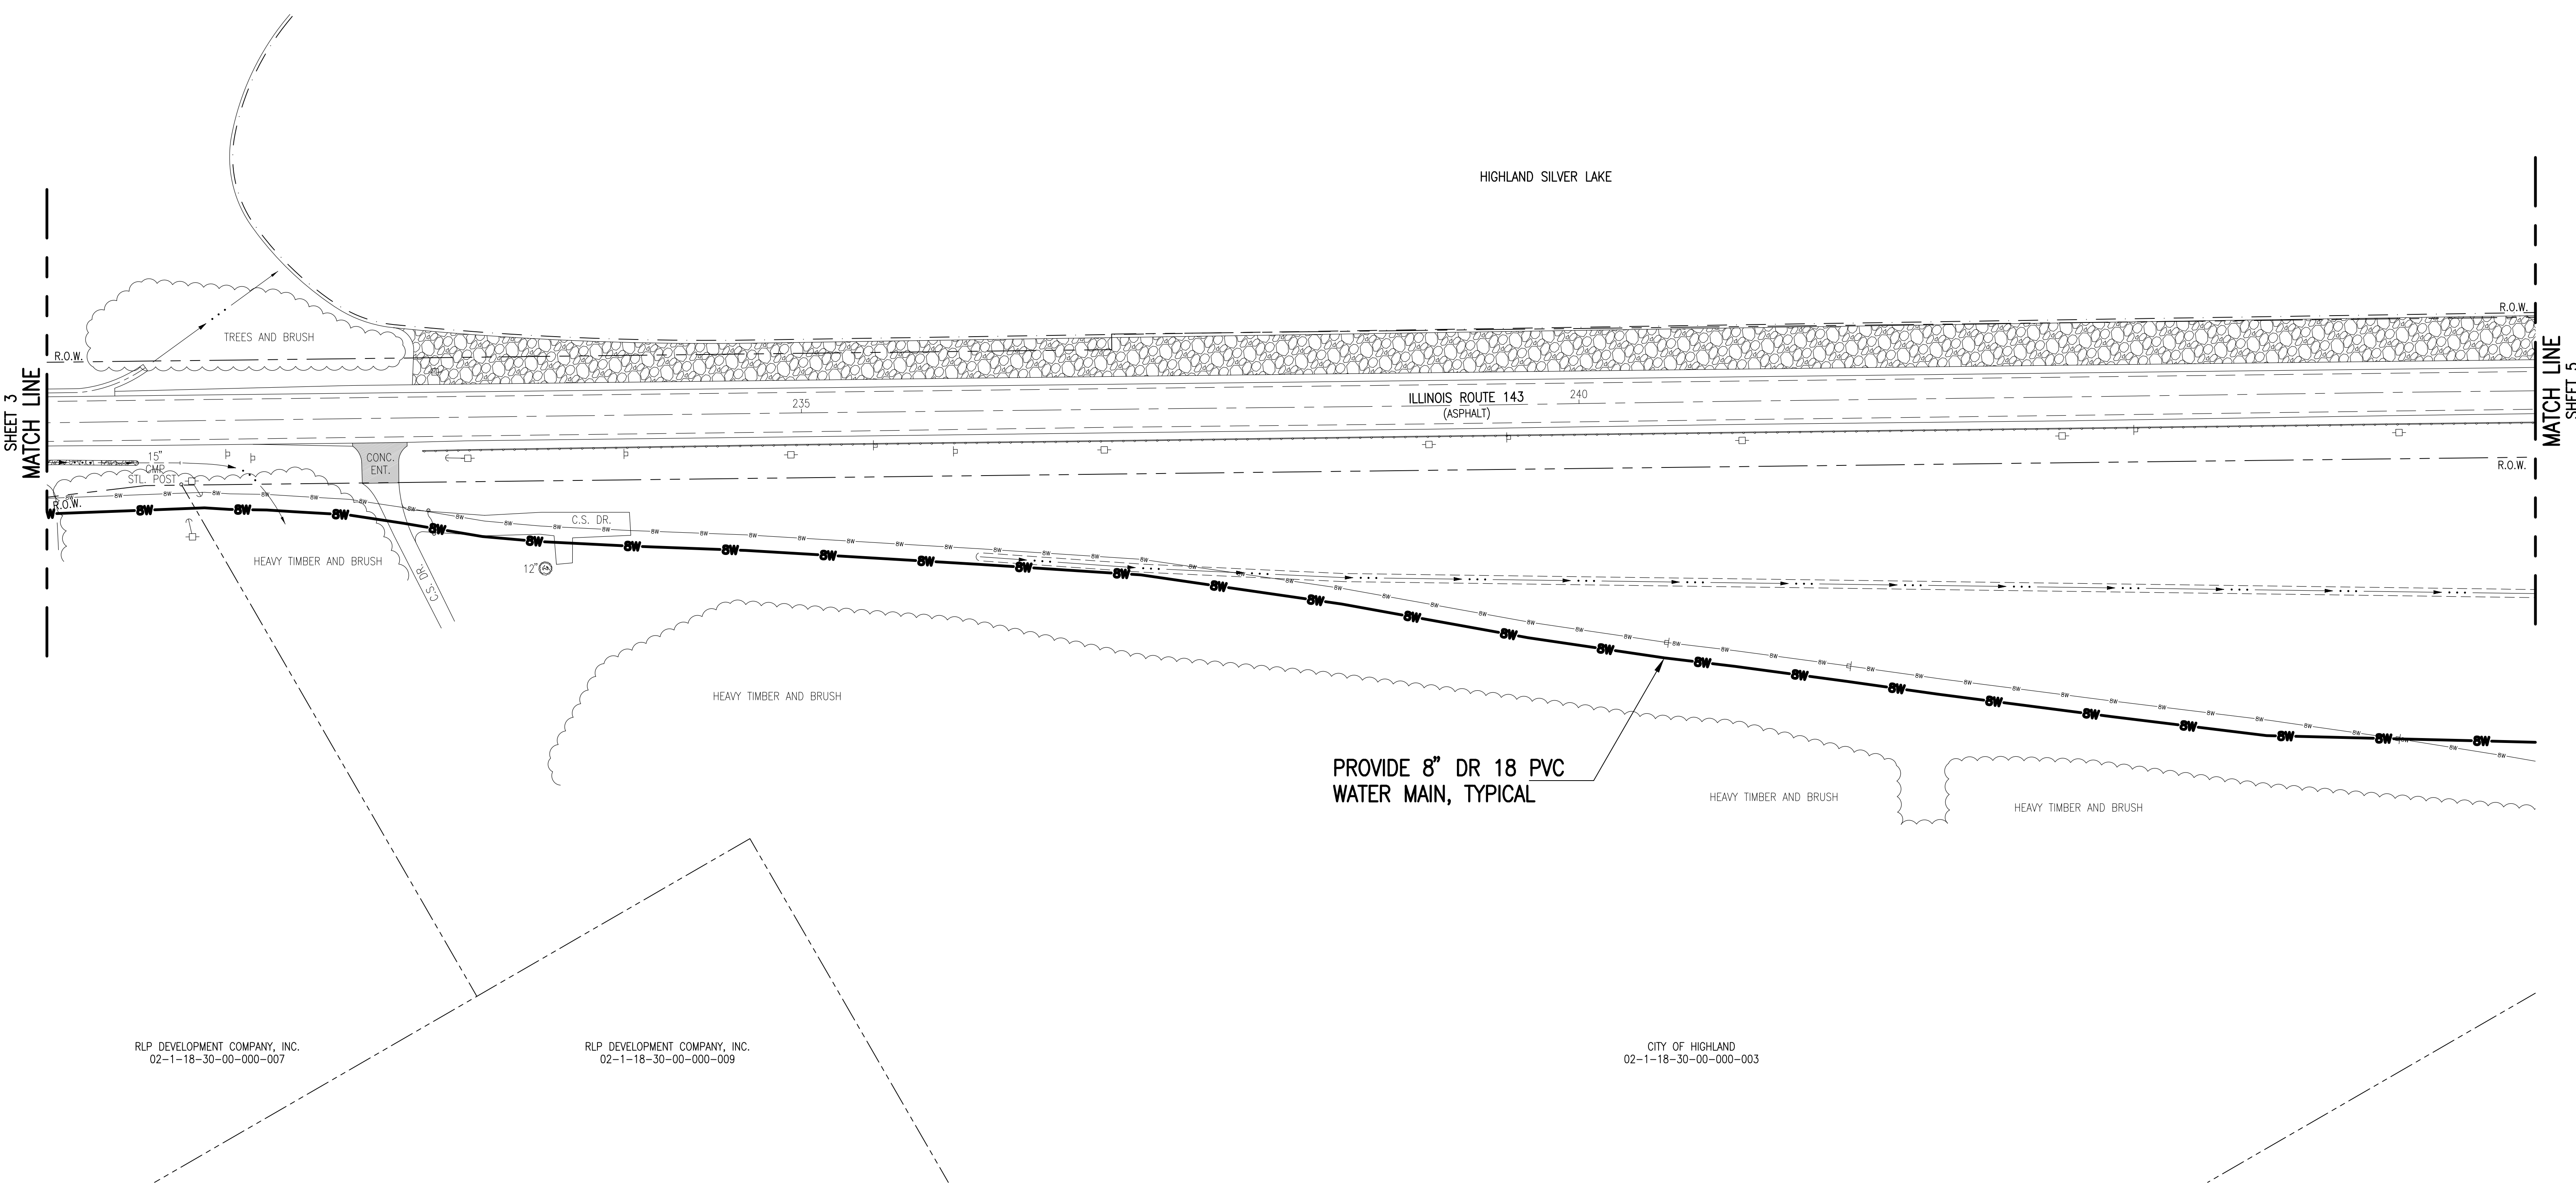 HIGHLAND SILVER LAKE
R.O.W.
TREES AND BRUSH
R.O.W.
SHEET 3
MATCH LINE
MATCH LINE
SHEET 5
235
ILLINOIS ROUTE 143
(ASPHALT)
240
15"
CMP
STL. POST
CONC.
ENT.
R.O.W.
R.O.W.
8W
C.S. DR.
HEAVY TIMBER AND BRUSH
12"
C.S. DR.
HEAVY TIMBER AND BRUSH
PROVIDE 8" DR 18 PVC
WATER MAIN, TYPICAL
HEAVY TIMBER AND BRUSH
HEAVY TIMBER AND BRUSH
RLP DEVELOPMENT COMPANY, INC.
02-1-18-30-00-000-007
RLP DEVELOPMENT COMPANY, INC.
02-1-18-30-00-000-009
CITY OF HIGHLAND
02-1-18-30-00-000-003